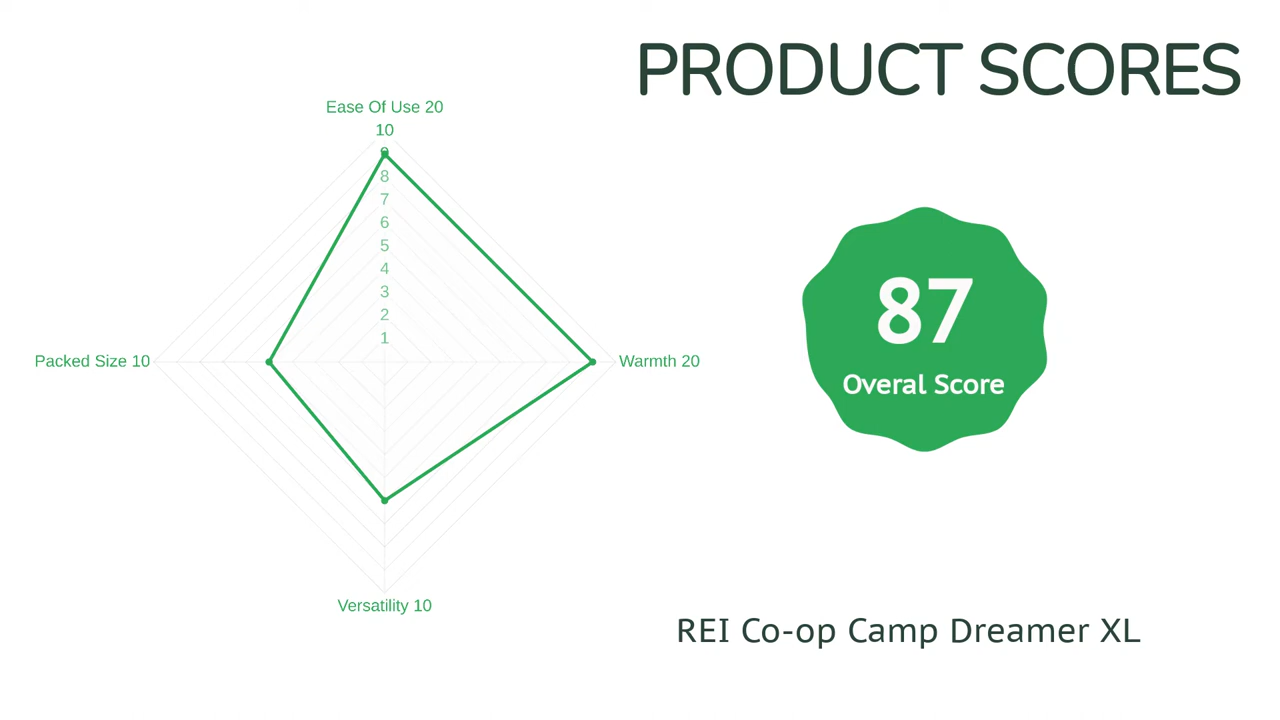 PRODUCT SCORES
Ease Of Use 20
10
9
8
7
6
5
4
3
2
1
Packed Size 10
Warmth 20
Versatility 10
87
Overal Score
REI Co-op Camp Dreamer XL